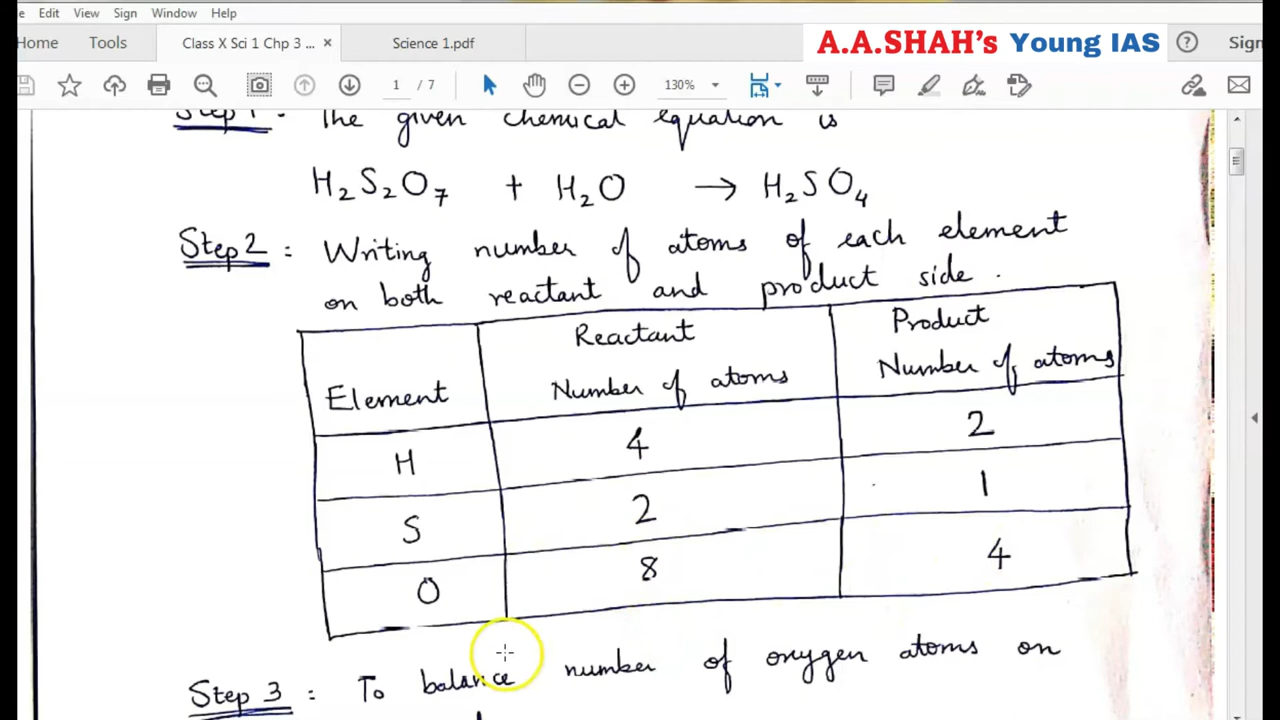 Edit View Sign Window Help
Home Tools Class X Sci 1 Chp 3 ... × Science 1.pdf A.A.SHAH's Young IAS Sign
1 / 7 130%
Step 1 : The given chemical equation is
H₂S₂O₇ + H₂O → H₂SO₄
Step 2 : Writing number of atoms of each element
on both reactant and product side.
Element Reactant Number of atoms Product Number of atoms
H 4 2
S 2 1
O 8 4
Step 3 : To balance number of oxygen atoms on